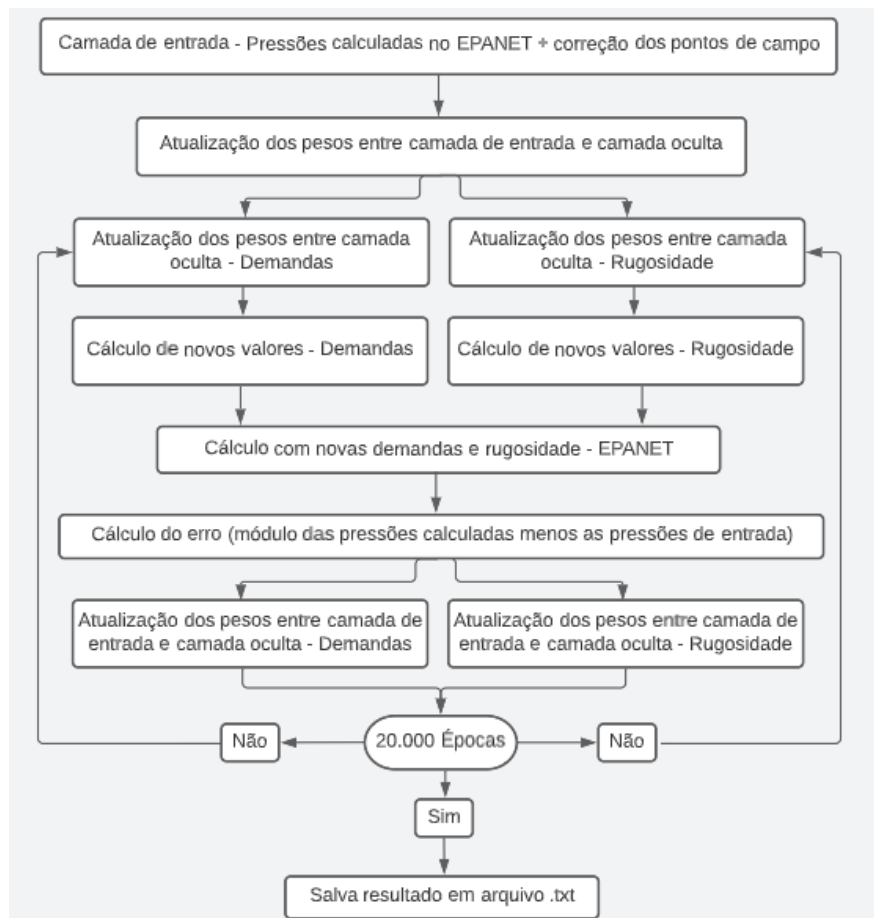 Camada de entrada - Pressões calculadas no EPANET + correção dos pontos de campo
Atualização dos pesos entre camada de entrada e camada oculta
Atualização dos pesos entre camada
oculta - Demandas
Atualização dos pesos entre camada
oculta - Rugosidade
Cálculo de novos valores - Demandas
Cálculo de novos valores - Rugosidade
Cálculo com novas demandas e rugosidade - EPANET
Cálculo do erro (módulo das pressões calculadas menos as pressões de entrada)
Atualização dos pesos entre camada de
entrada e camada oculta - Demandas
Atualização dos pesos entre camada de
entrada e camada oculta - Rugosidade
Não
20.000 Épocas
Não
Sim
Salva resultado em arquivo .txt